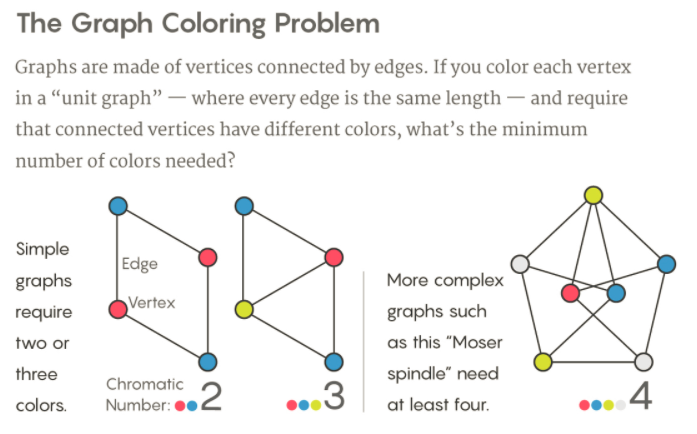 The Graph Coloring Problem
Graphs are made of vertices connected by edges. If you color each vertex
in a “unit graph” — where every edge is the same length — and require
that connected vertices have different colors, what’s the minimum
number of colors needed?
Simple
graphs
require
two or
three
colors.
Edge
Vertex
Chromatic
Number: 2
3
More complex
graphs such
as this “Moser
spindle” need
at least four.
4